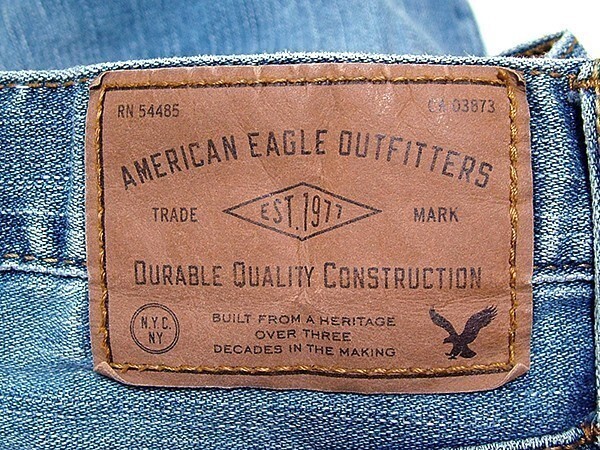 RN 54485 CA 03873
AMERICAN EAGLE OUTFITTERS
TRADE EST.1977 MARK
DURABLE QUALITY CONSTRUCTION
N.Y.C.
NY
BUILT FROM A HERITAGE
OVER THREE
DECADES IN THE MAKING